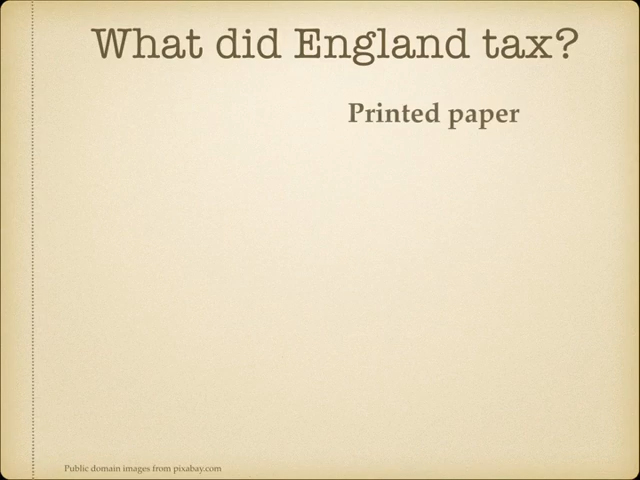 What did England tax?
Printed paper
Public domain images from pixabay.com